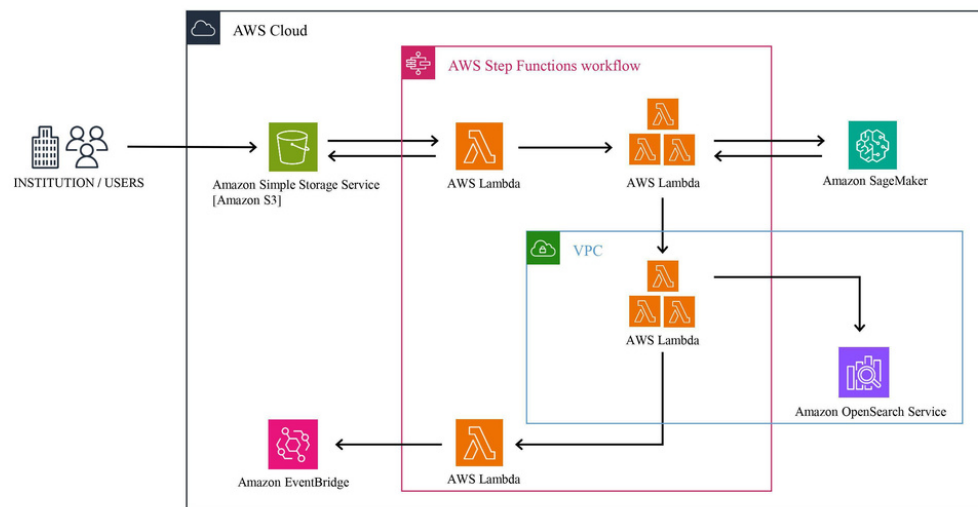 AWS Cloud
AWS Step Functions workflow
INSTITUTION / USERS
Amazon Simple Storage Service
[Amazon S3]
AWS Lambda
AWS Lambda
Amazon SageMaker
VPC
AWS Lambda
Amazon OpenSearch Service
Amazon EventBridge
AWS Lambda